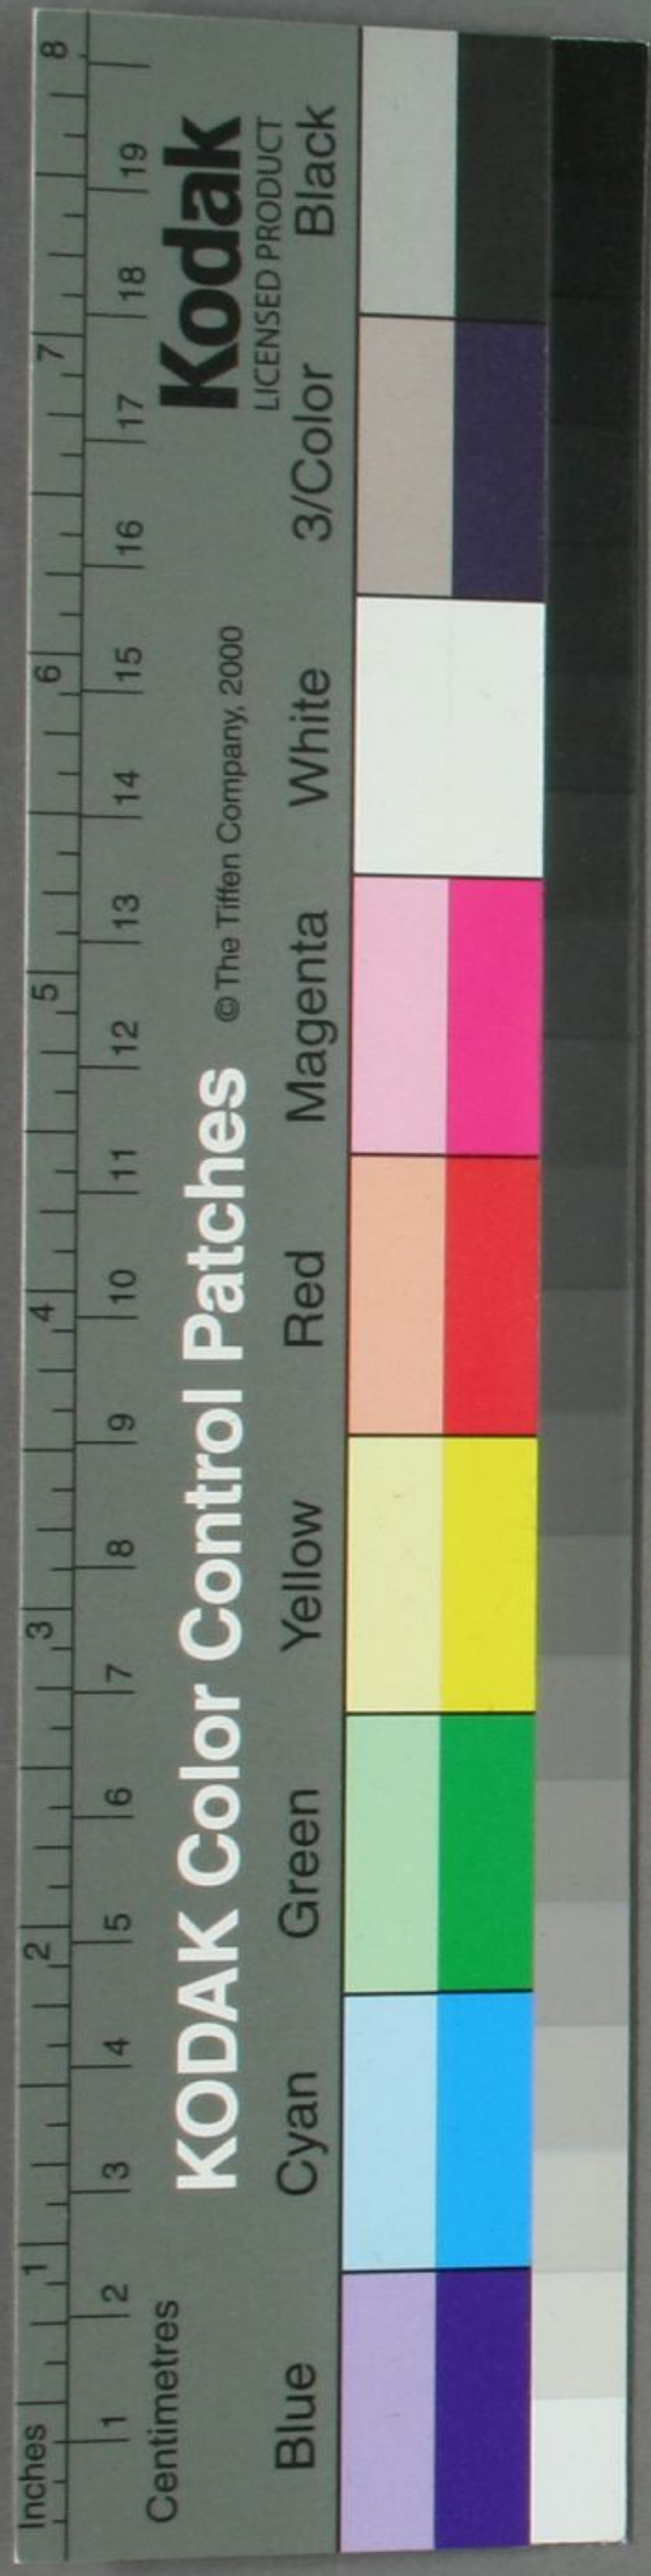 Inches 1 2 3 4 5 6 7 8
1 2 3 4 5 6 7 8 9 10 11 12 13 14 15 16 17 18 19
Centimetres
KODAK Color Control Patches © The Tiffen Company, 2000 Kodak
LICENSED PRODUCT
Blue Cyan Green Yellow Red Magenta White 3/Color Black